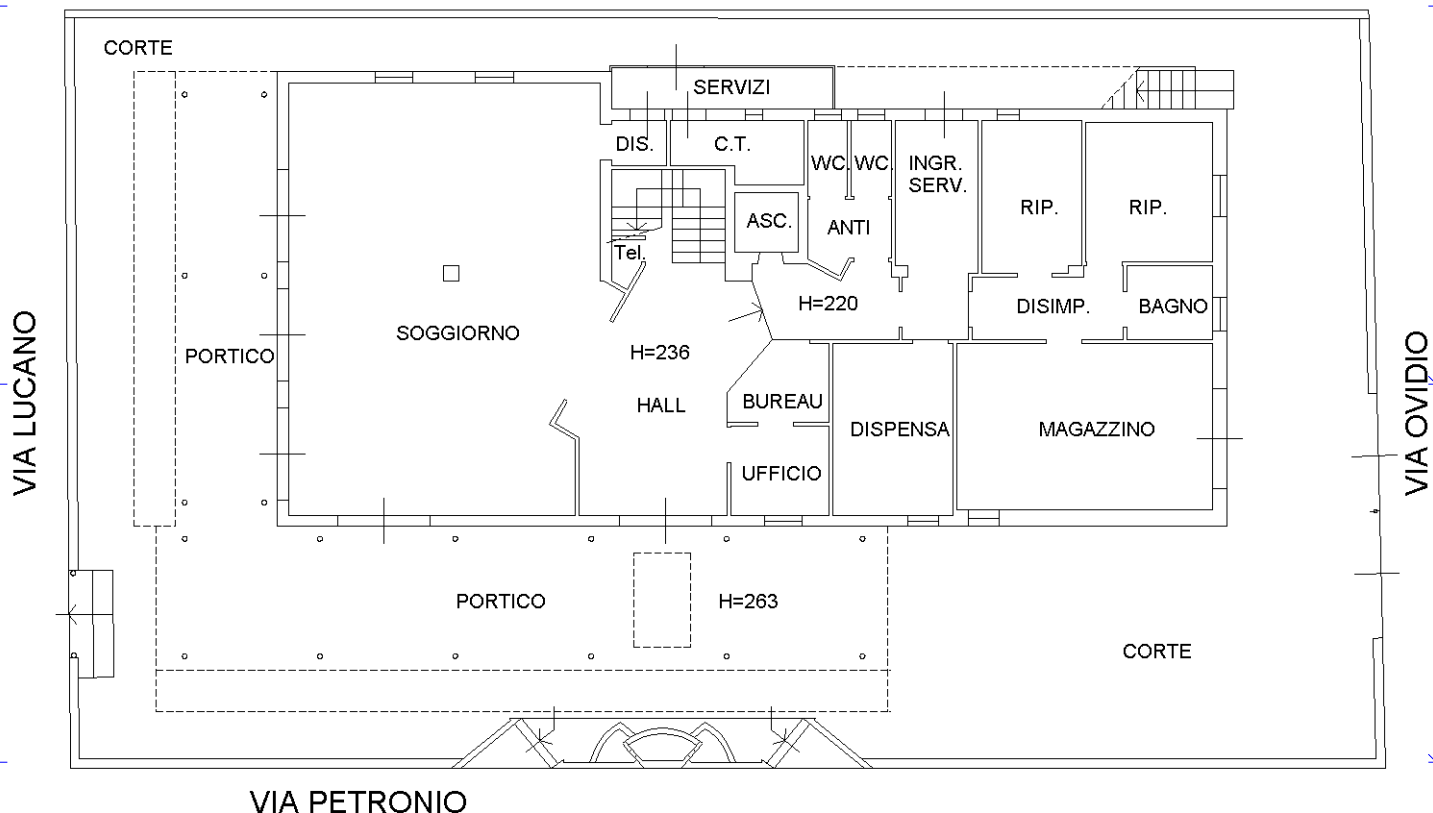 CORTE
SERVIZI
DIS.
C.T.
WC.
WC.
INGR.
SERV.
RIP.
RIP.
ASC.
ANTI
Tel.
H=220
DISIMP.
BAGNO
SOGGIORNO
PORTICO
H=236
HALL
BUREAU
DISPENSA
MAGAZZINO
UFFICIO
VIA LUCANO
VIA OVIDIO
PORTICO
H=263
CORTE
VIA PETRONIO